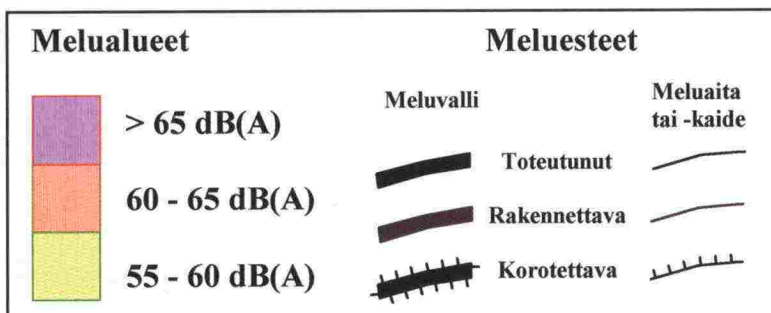 Melualueet
> 65 dB(A)
60 - 65 dB(A)
55 - 60 dB(A)
Meluesteet
Meluvalli
Meluaita
tai -kaide
Toteutunut
Rakennettava
Korotettava